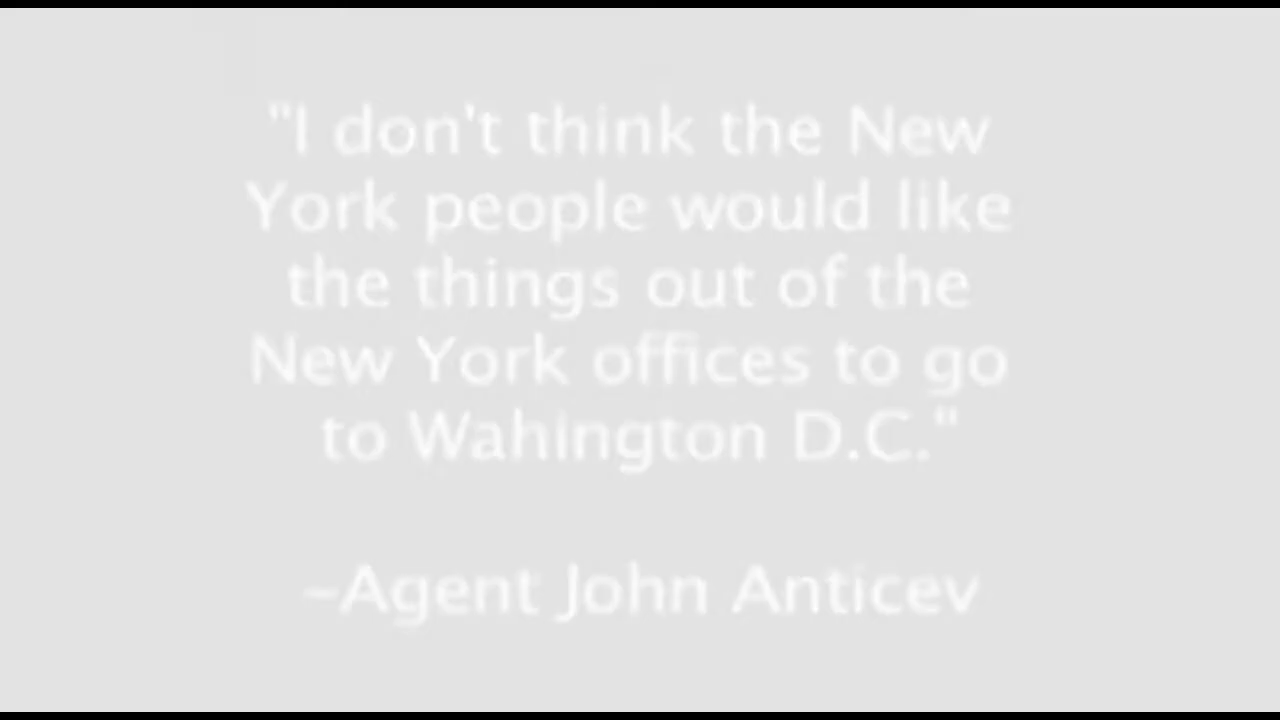 "I don't think the New
York people would like
the things out of the
New York offices to go
to Wahington D.C."
~Agent John Anticev